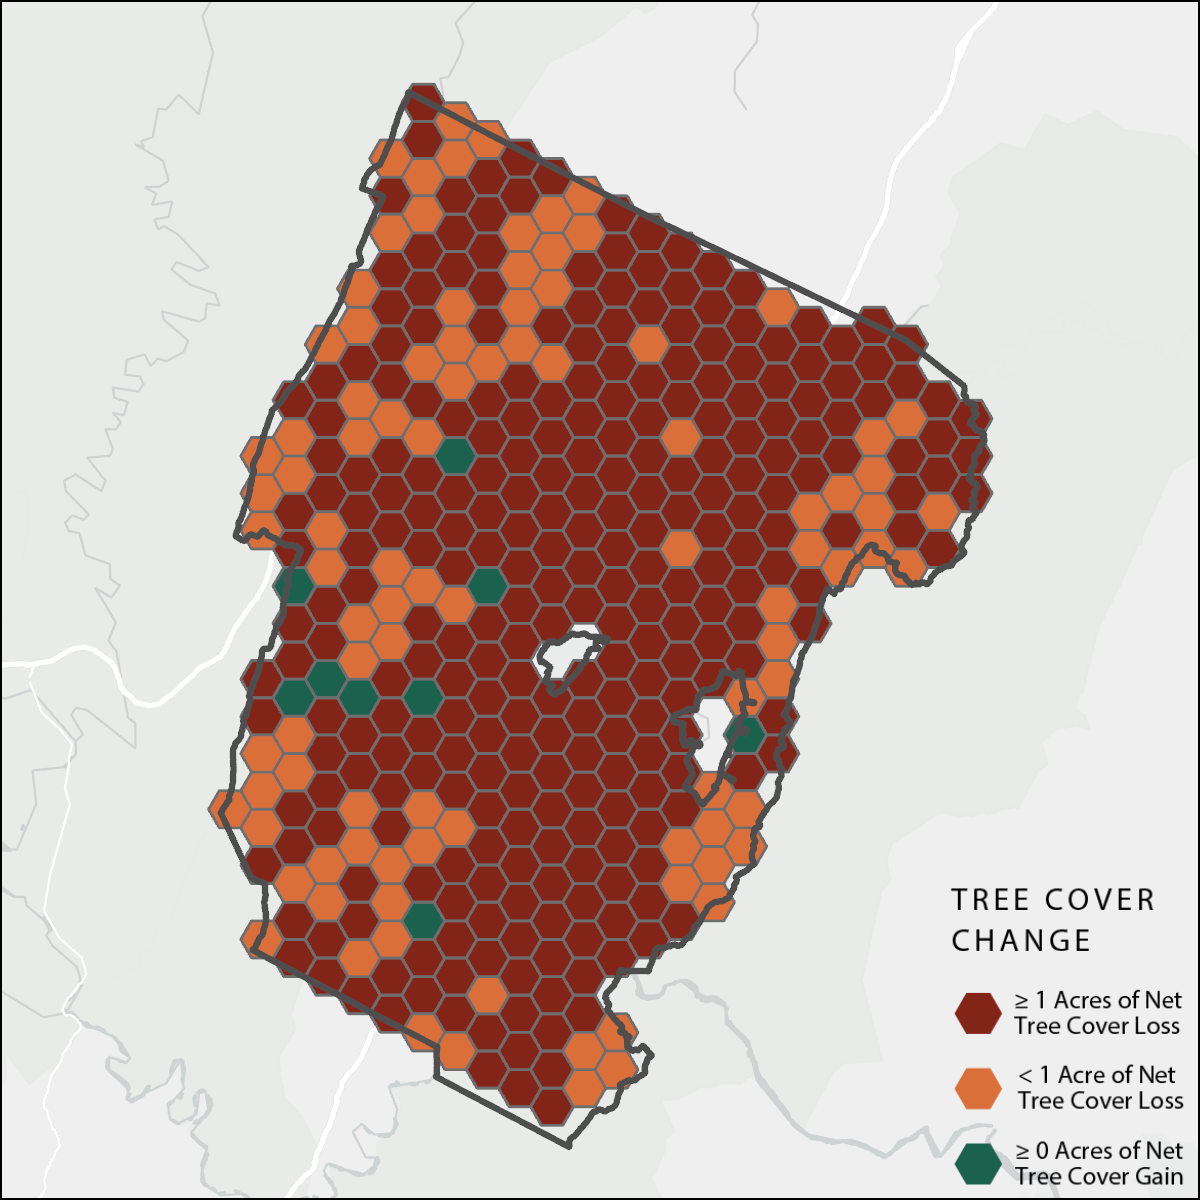 TREE COVER
CHANGE
≥ 1 Acres of Net
Tree Cover Loss
< 1 Acre of Net
Tree Cover Loss
≥ 0 Acres of Net
Tree Cover Gain